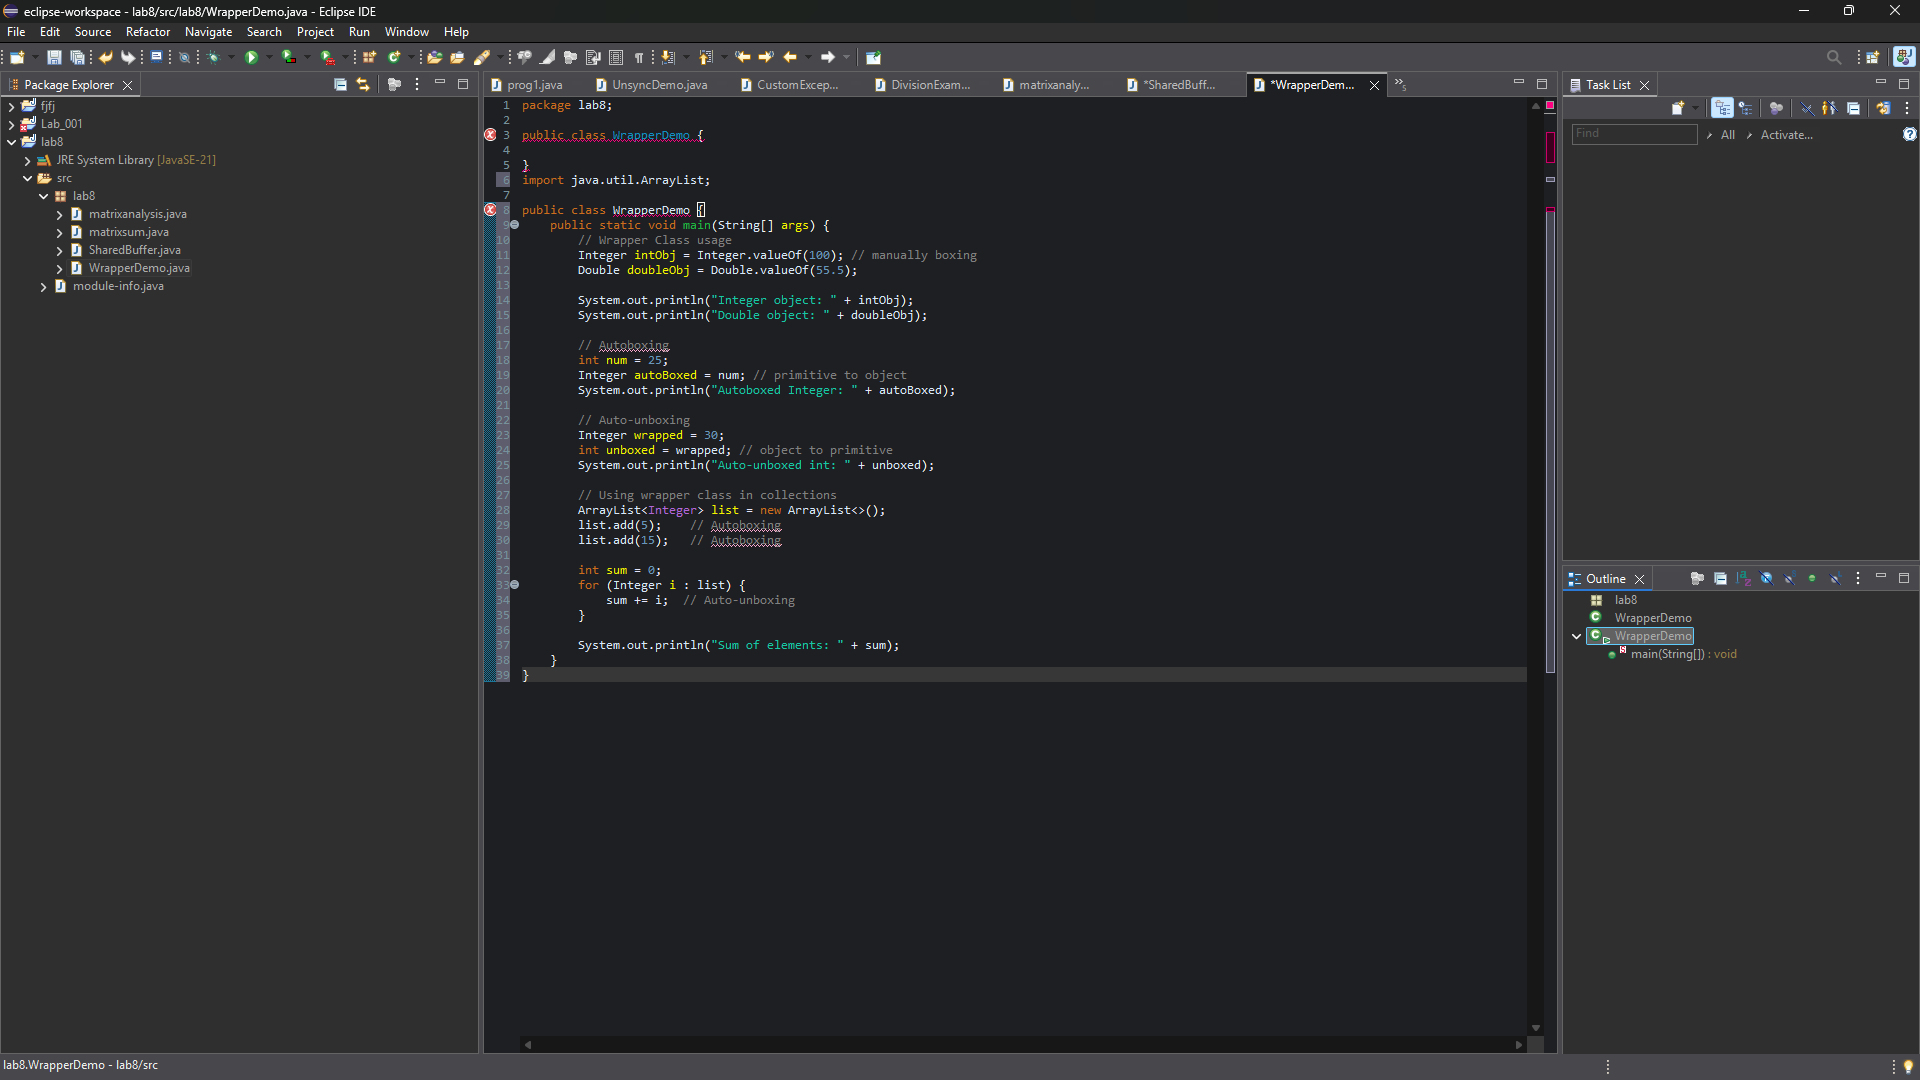 eclipse-workspace - lab8/src/lab8/WrapperDemo.java - Eclipse IDE
File Edit Source Refactor Navigate Search Project Run Window Help
Package Explorer
fjfj
Lab_001
lab8
JRE System Library [JavaSE-21]
src
lab8
matrixanalysis.java
matrixsum.java
SharedBuffer.java
WrapperDemo.java
module-info.java
prog1.java UnsyncDemo.java CustomExcep... DivisionExam... matrixanaly... *SharedBuff... *WrapperDem... »5
1 package lab8;
2
3 public class WrapperDemo {
4
5 }
6 import java.util.ArrayList;
7
8 public class WrapperDemo {
9 public static void main(String[] args) {
10 // Wrapper Class usage
11 Integer intObj = Integer.valueOf(100); // manually boxing
12 Double doubleObj = Double.valueOf(55.5);
13
14 System.out.println("Integer object: " + intObj);
15 System.out.println("Double object: " + doubleObj);
16
17 // Autoboxing
18 int num = 25;
19 Integer autoBoxed = num; // primitive to object
20 System.out.println("Autoboxed Integer: " + autoBoxed);
21
22 // Auto-unboxing
23 Integer wrapped = 30;
24 int unboxed = wrapped; // object to primitive
25 System.out.println("Auto-unboxed int: " + unboxed);
26
27 // Using wrapper class in collections
28 ArrayList<Integer> list = new ArrayList<>();
29 list.add(5); // Autoboxing
30 list.add(15); // Autoboxing
31
32 int sum = 0;
33 for (Integer i : list) {
34 sum += i; // Auto-unboxing
35 }
36
37 System.out.println("Sum of elements: " + sum);
38 }
39 }
Task List
Find All Activate...
Outline
lab8
WrapperDemo
WrapperDemo
main(String[]) : void
lab8.WrapperDemo - lab8/src